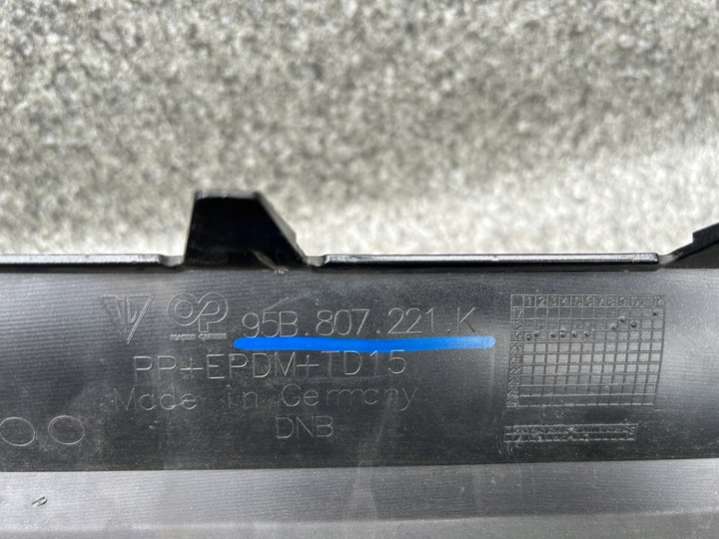 95B.807.221.K
PP+EPDM+TD15
Made in Germany
DNB